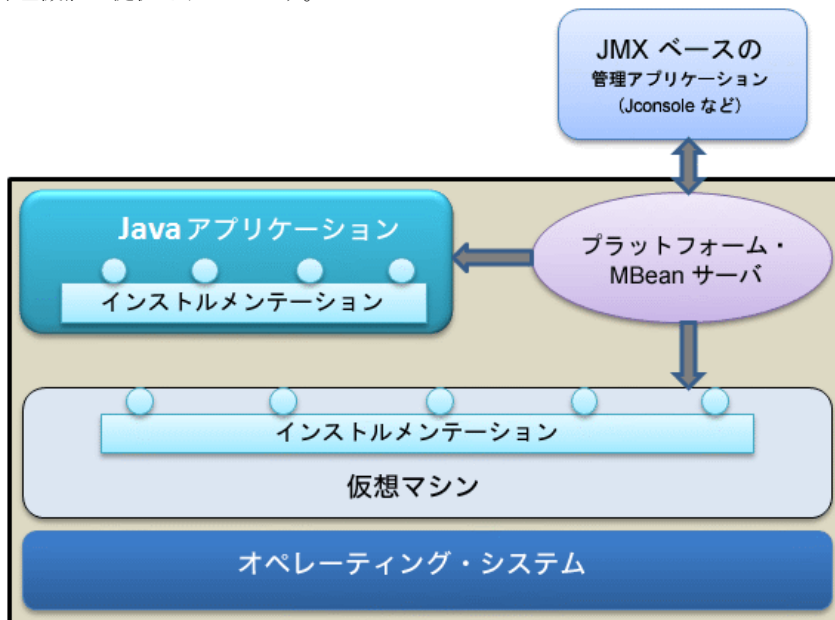 JMX ベースの
管理アプリケーション
(Jconsole など)
Javaアプリケーション
インストルメンテーション
プラットフォーム・
MBean サーバ
インストルメンテーション
仮想マシン
オペレーティング・システム